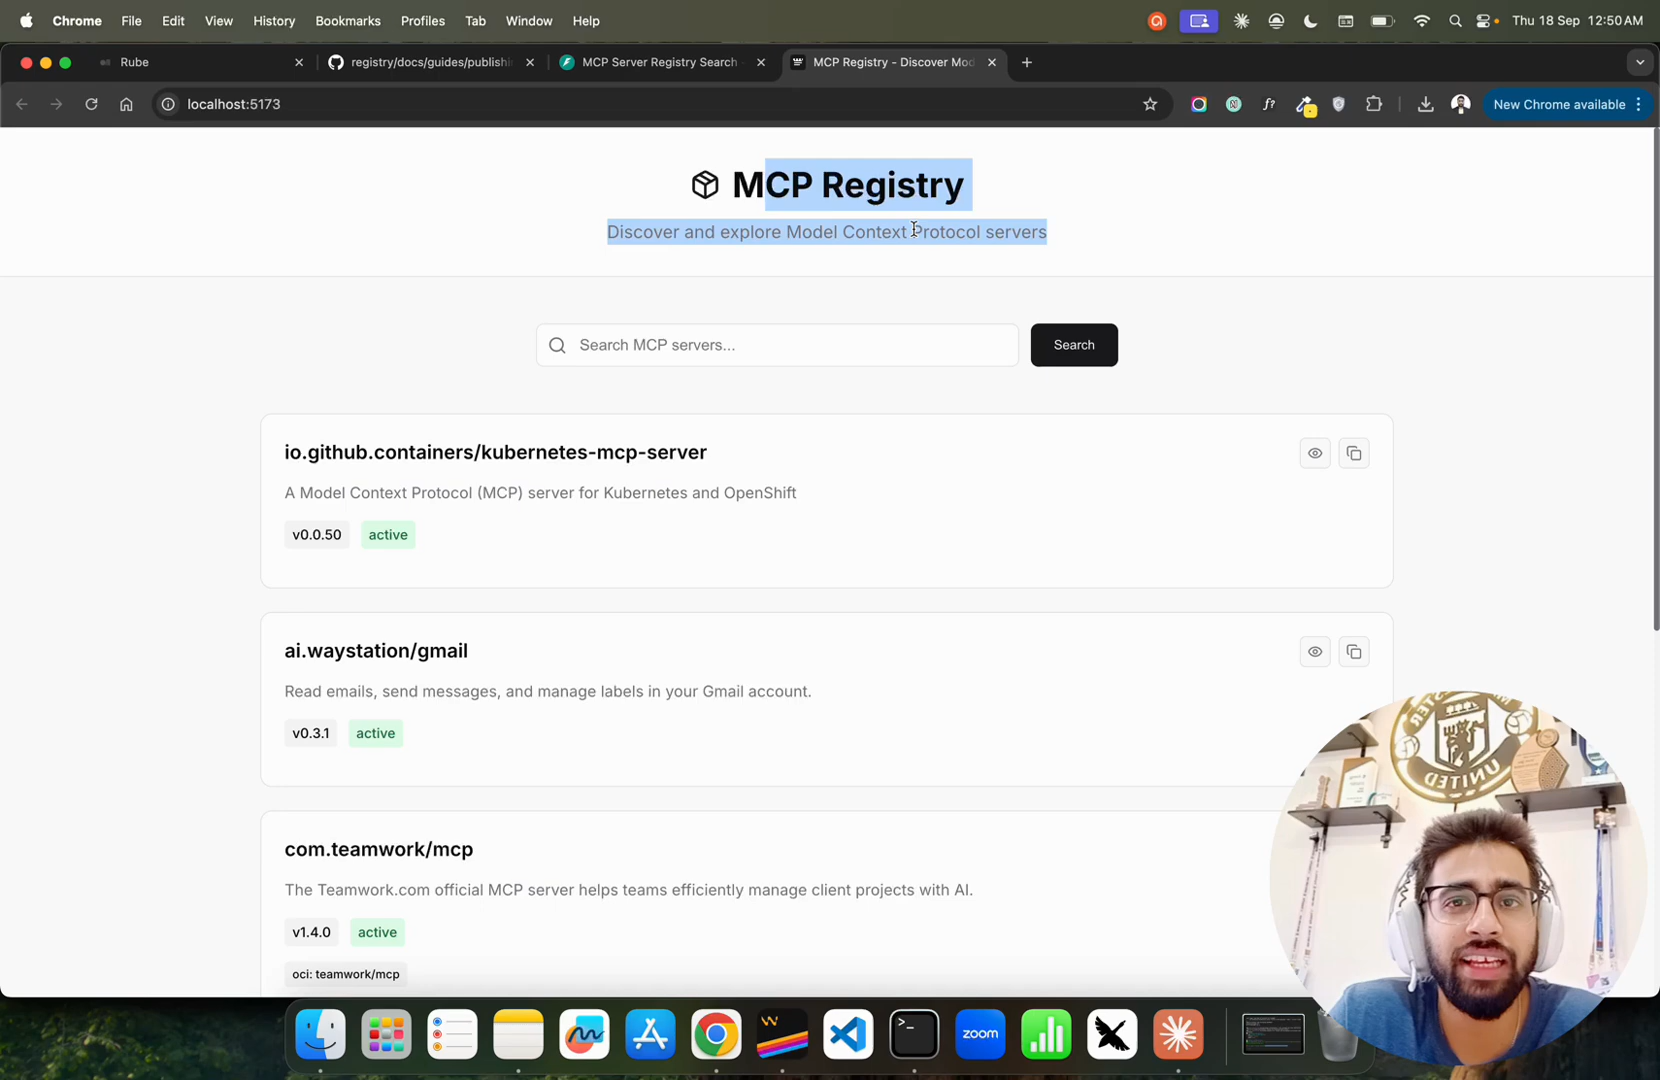 Chrome File Edit View History Bookmarks Profiles Tab Window Help Thu 18 Sep 12:50 AM
Rube registry/docs/guides/publishi MCP Server Registry Search MCP Registry - Discover Mod
localhost:5173 New Chrome available
MCP Registry
Discover and explore Model Context Protocol servers
Search MCP servers... Search
io.github.containers/kubernetes-mcp-server
A Model Context Protocol (MCP) server for Kubernetes and OpenShift
v0.0.50 active
ai.waystation/gmail
Read emails, send messages, and manage labels in your Gmail account.
v0.3.1 active
com.teamwork/mcp
The Teamwork.com official MCP server helps teams efficiently manage client projects with AI.
v1.4.0 active
oci: teamwork/mcp
UNITED
zoom